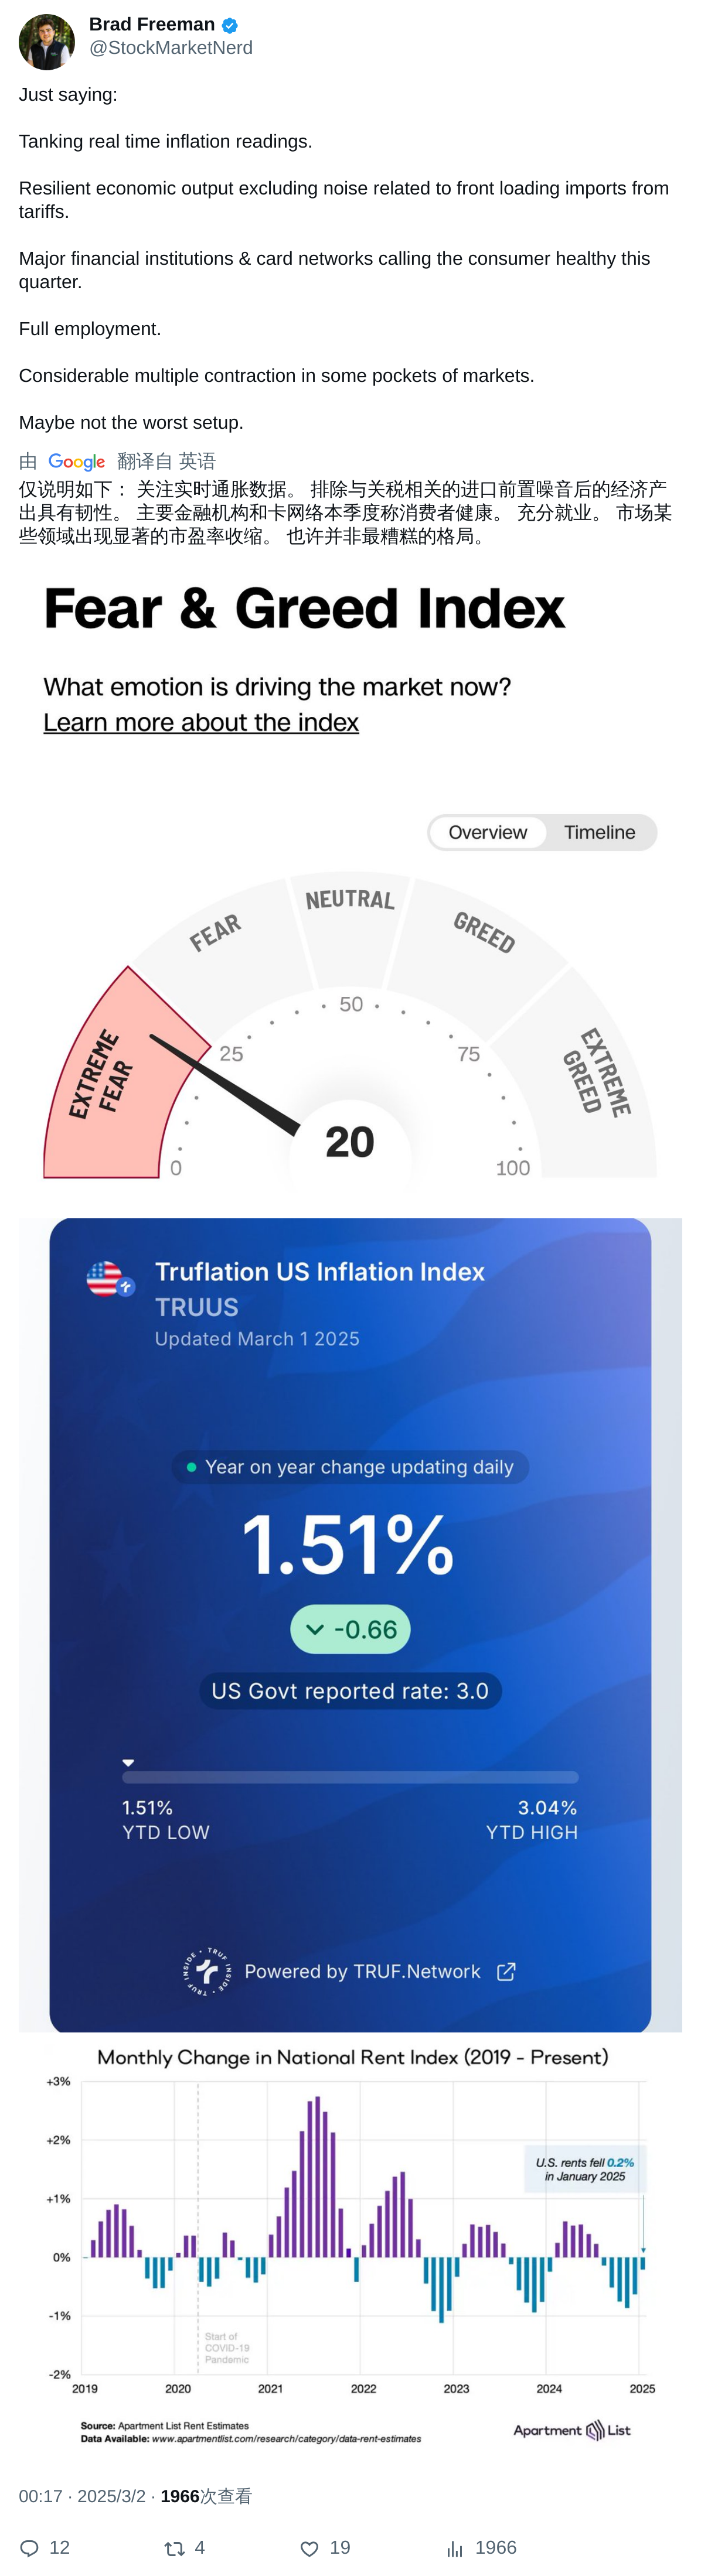 Brad Freeman
@StockMarketNerd
Just saying:
Tanking real time inflation readings.
Resilient economic output excluding noise related to front loading imports from
tariffs.
Major financial institutions & card networks calling the consumer healthy this
quarter.
Full employment.
Considerable multiple contraction in some pockets of markets.
Maybe not the worst setup.
由 Google 翻译自 英语
仅说明如下： 关注实时通胀数据。 排除与关税相关的进口前置噪音后的经济产
出具有韧性。 主要金融机构和卡网络本季度称消费者健康。 充分就业。 市场某
些领域出现显著的市盈率收缩。 也许并非最糟糕的格局。
Fear & Greed Index
What emotion is driving the market now?
Learn more about the index
Overview Timeline
EXTREME
FEAR
FEAR
NEUTRAL
GREED
EXTREME
GREED
0
25
50
75
100
20
Truflation US Inflation Index
TRUUS
Updated March 1 2025
Year on year change updating daily
1.51%
-0.66
US Govt reported rate: 3.0
1.51% 3.04%
YTD LOW YTD HIGH
TRUF INSIDE • TRUF INSIDE •
Powered by TRUF.Network
Monthly Change in National Rent Index (2019 - Present)
+3%
+2%
+1%
0%
-1%
-2%
U.S. rents fell 0.2%
in January 2025
Start of
COVID-19
Pandemic
2019 2020 2021 2022 2023 2024 2025
Source: Apartment List Rent Estimates
Data Available: www.apartmentlist.com/research/category/data-rent-estimates
Apartment List
00:17 · 2025/3/2 · 1966次查看
12 4 19 1966